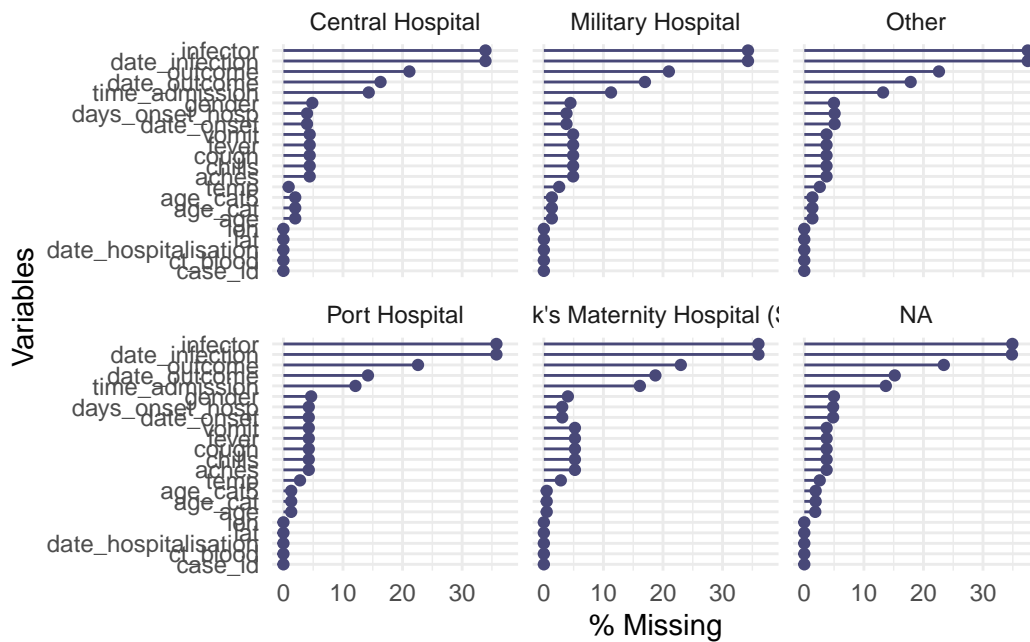 Central Hospital
Military Hospital
Other
infector
date_infection
outcome
date_outcome
time_admission
gender
days_onset_hosp
date_onset
vomit
fever
cough
chills
aches
temp
age_cat5
age_cat
age
lon
lat
date_hospitalisation
ct_blood
case_id
Port Hospital
k's Maternity Hospital (S
NA
infector
date_infection
outcome
date_outcome
time_admission
gender
days_onset_hosp
date_onset
vomit
fever
cough
chills
aches
temp
age_cat5
age_cat
age
lon
lat
date_hospitalisation
ct_blood
case_id
0 10 20 30
0 10 20 30
0 10 20 30
% Missing
Variables